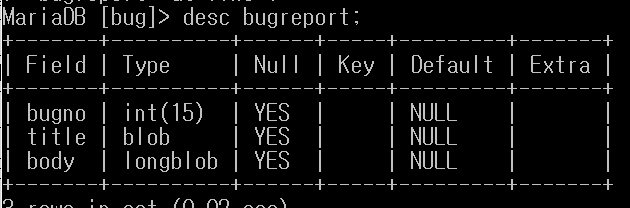 MariaDB [bug]> desc bugreport;
+-------+----------+------+-----+---------+-------+
| Field | Type     | Null | Key | Default | Extra |
+-------+----------+------+-----+---------+-------+
| bugno | int(15)  | YES  |     | NULL    |       |
| title | blob     | YES  |     | NULL    |       |
| body  | longblob | YES  |     | NULL    |       |
+-------+----------+------+-----+---------+-------+
3 rows in set (0.02 sec)